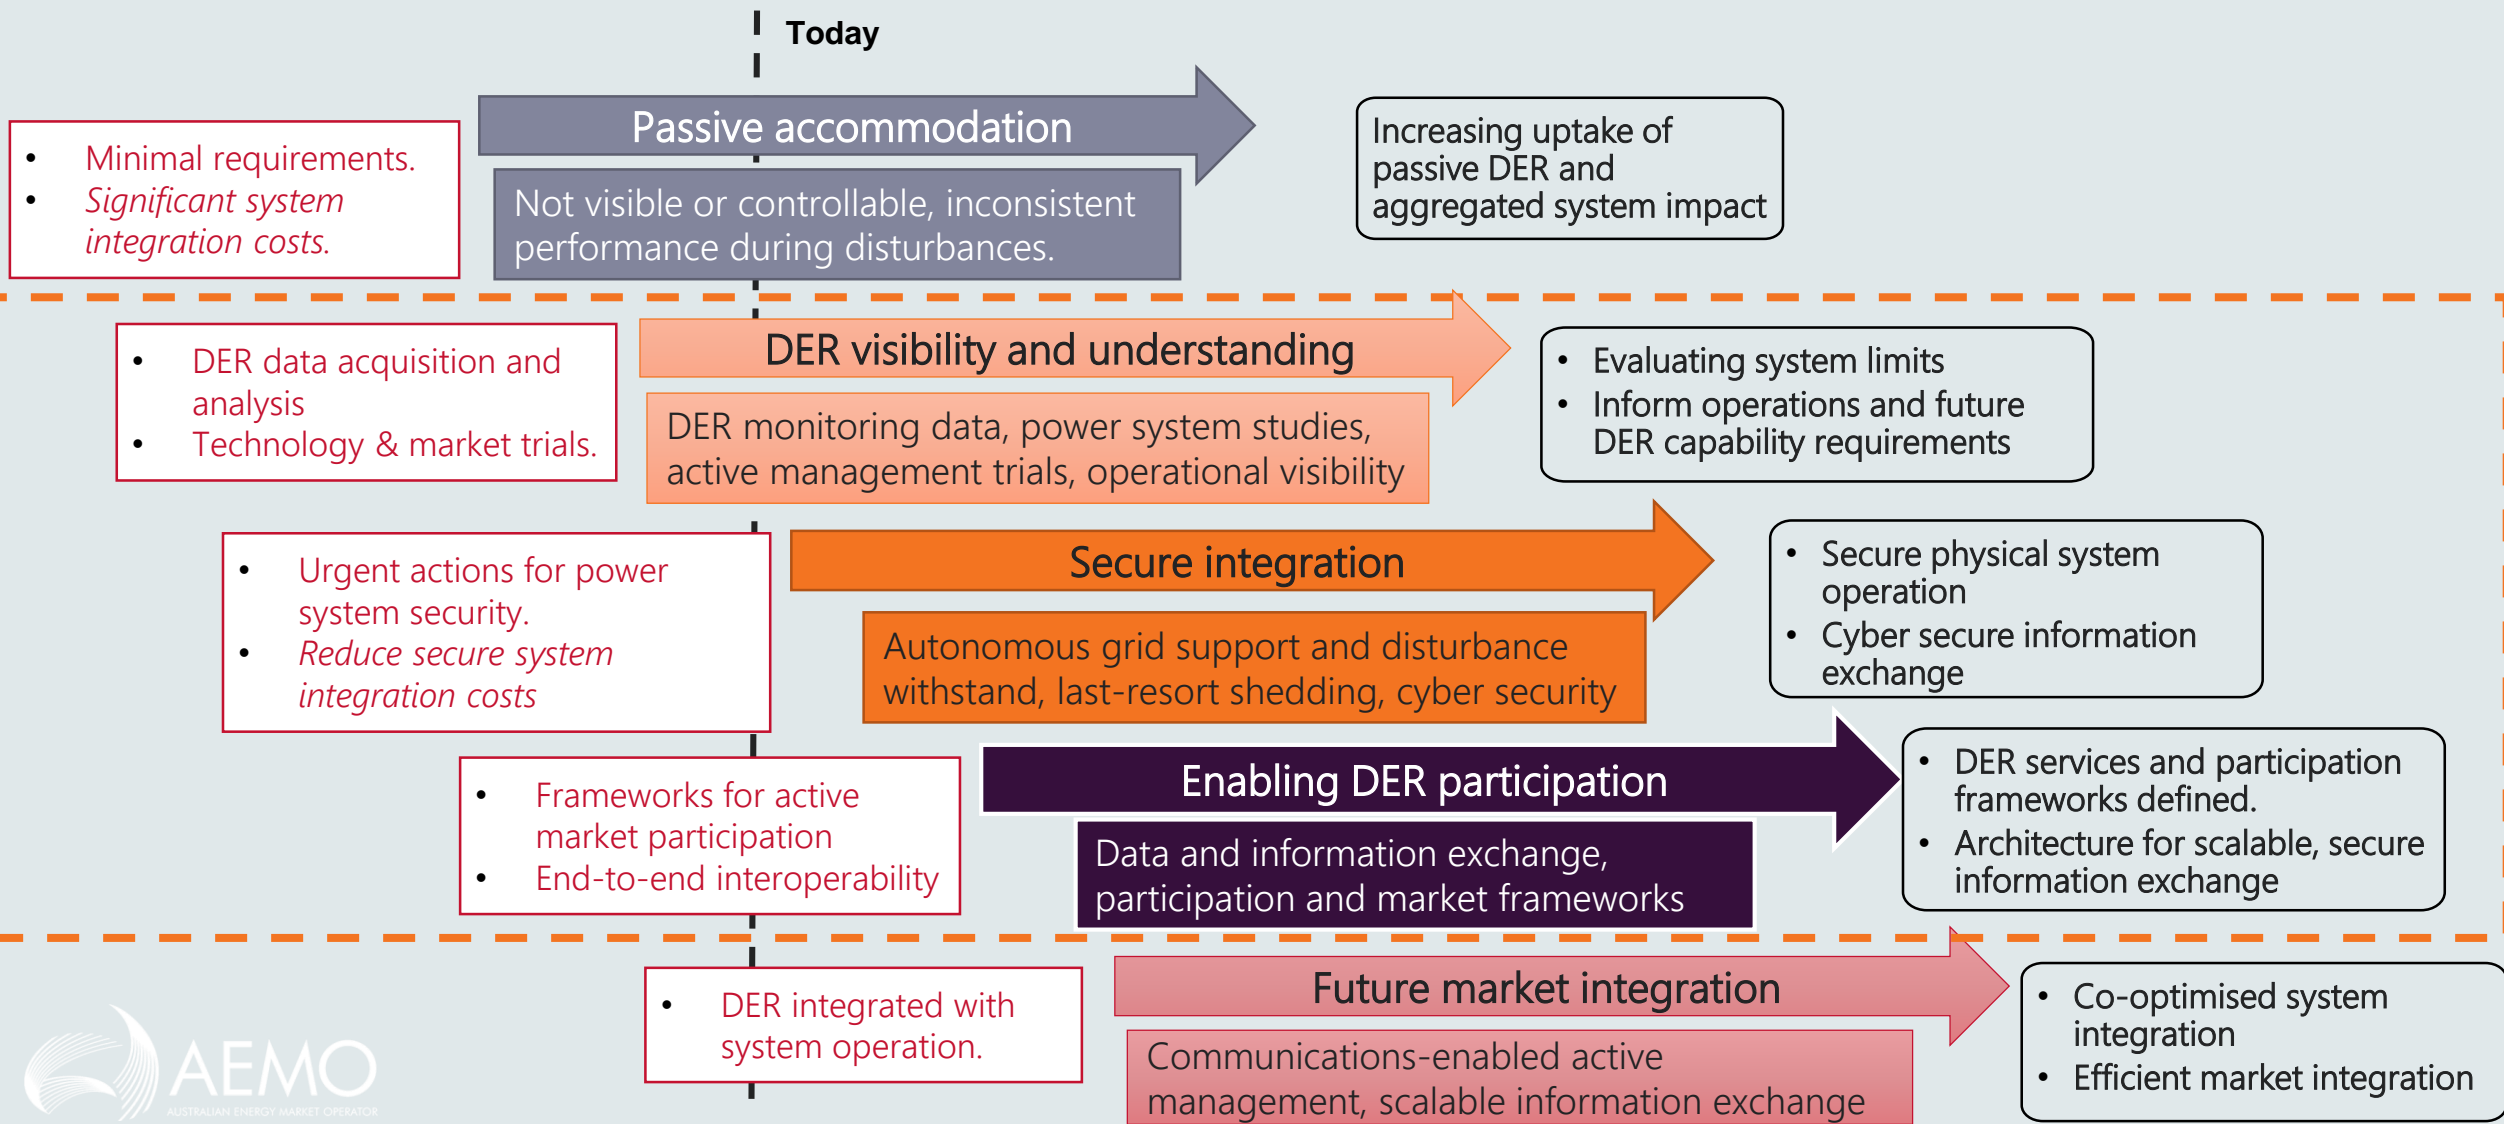 Today
Passive accommodation
• Minimal requirements.
• Significant system
integration costs.
Not visible or controllable, inconsistent
performance during disturbances.
Increasing uptake of
passive DER and
aggregated system impact
DER visibility and understanding
• DER data acquisition and
analysis
• Technology & market trials.
DER monitoring data, power system studies,
active management trials, operational visibility
• Evaluating system limits
• Inform operations and future
DER capability requirements
Secure integration
• Urgent actions for power
system security.
• Reduce secure system
integration costs
Autonomous grid support and disturbance
withstand, last-resort shedding, cyber security
• Secure physical system
operation
• Cyber secure information
exchange
Enabling DER participation
• Frameworks for active
market participation
• End-to-end interoperability
Data and information exchange,
participation and market frameworks
• DER services and participation
frameworks defined.
• Architecture for scalable, secure
information exchange
Future market integration
• DER integrated with
system operation.
Communications-enabled active
management, scalable information exchange
• Co-optimised system
integration
• Efficient market integration
AEMO
AUSTRALIAN ENERGY MARKET OPERATOR